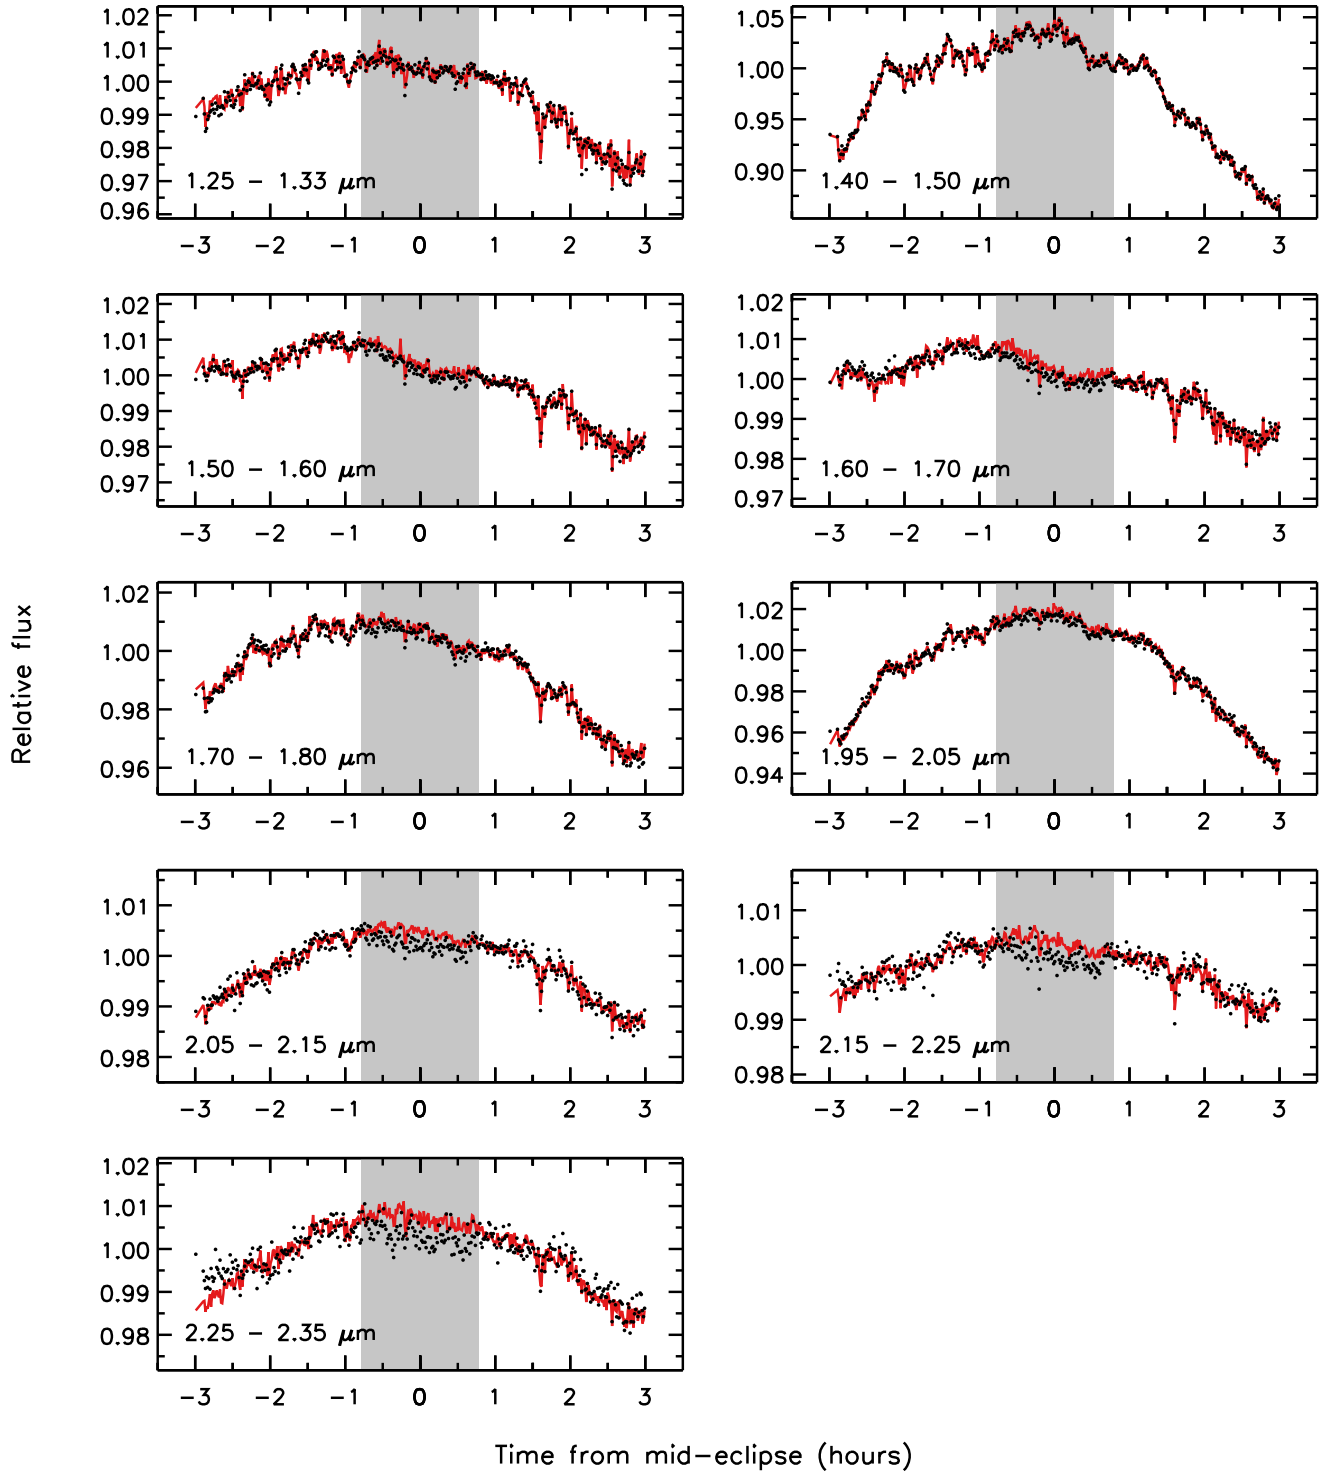 1.02 1.01 1.00 0.99 0.98 0.97 0.96
1.25 – 1.33 μm
−3 −2 −1 0 1 2 3
1.05 1.00 0.95 0.90
1.40 – 1.50 μm
−3 −2 −1 0 1 2 3
1.02 1.01 1.00 0.99 0.98 0.97
1.50 – 1.60 μm
−3 −2 −1 0 1 2 3
1.02 1.01 1.00 0.99 0.98 0.97
1.60 – 1.70 μm
−3 −2 −1 0 1 2 3
Relative flux
1.02 1.00 0.98 0.96
1.70 – 1.80 μm
−3 −2 −1 0 1 2 3
1.02 1.00 0.98 0.96 0.94
1.95 – 2.05 μm
−3 −2 −1 0 1 2 3
1.01 1.00 0.99 0.98
2.05 – 2.15 μm
−3 −2 −1 0 1 2 3
1.01 1.00 0.99 0.98
2.15 – 2.25 μm
−3 −2 −1 0 1 2 3
1.02 1.01 1.00 0.99 0.98
2.25 – 2.35 μm
−3 −2 −1 0 1 2 3
Time from mid−eclipse (hours)